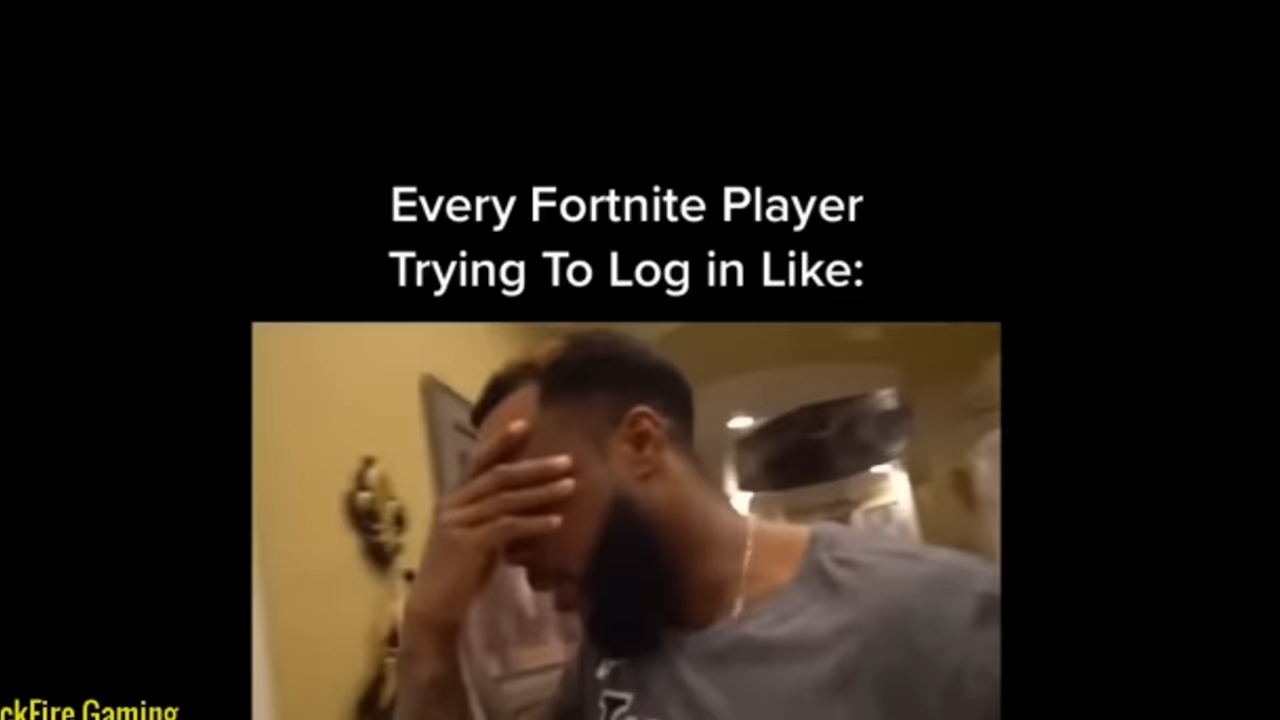 Every Fortnite Player
Trying To Log in Like:
ckFire Gaming